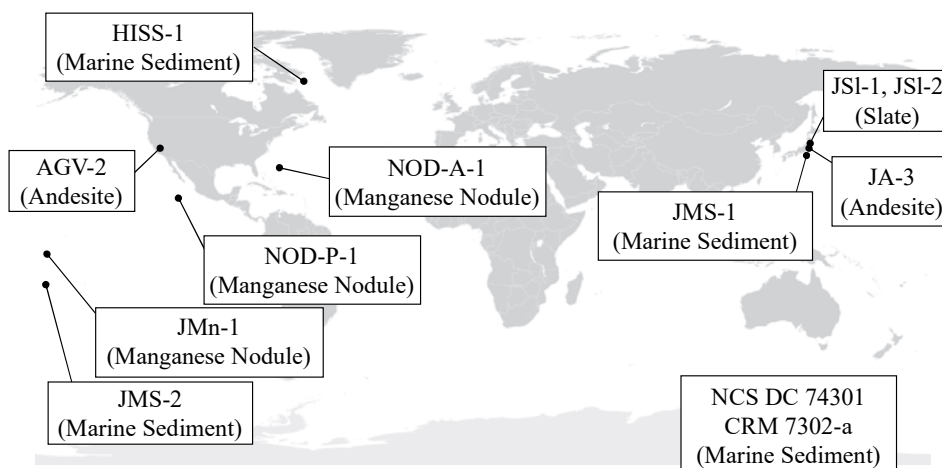 HISS-1
(Marine Sediment)
JSl-1, JSl-2
(Slate)
AGV-2
(Andesite)
NOD-A-1
(Manganese Nodule)
JA-3
(Andesite)
JMS-1
(Marine Sediment)
NOD-P-1
(Manganese Nodule)
JMn-1
(Manganese Nodule)
JMS-2
(Marine Sediment)
NCS DC 74301
CRM 7302-a
(Marine Sediment)